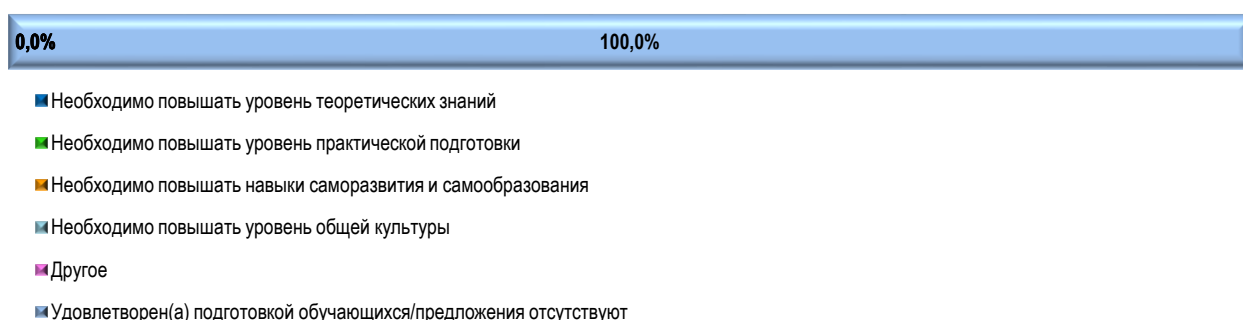 0,0% 100,0%
Необходимо повышать уровень теоретических знаний
Необходимо повышать уровень практической подготовки
Необходимо повышать навыки саморазвития и самообразования
Необходимо повышать уровень общей культуры
Другое
Удовлетворен(а) подготовкой обучающихся/предложения отсутствуют